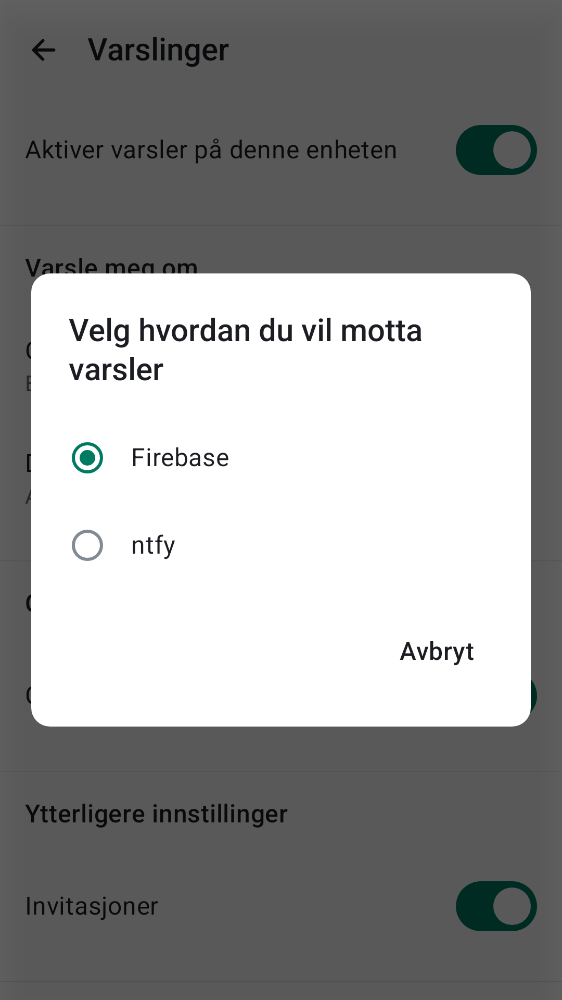 Varslinger
Aktiver varsler på denne enheten
Varsle meg om
Velg hvordan du vil motta
varsler
Firebase
ntfy
Avbryt
Ytterligere innstillinger
Invitasjoner